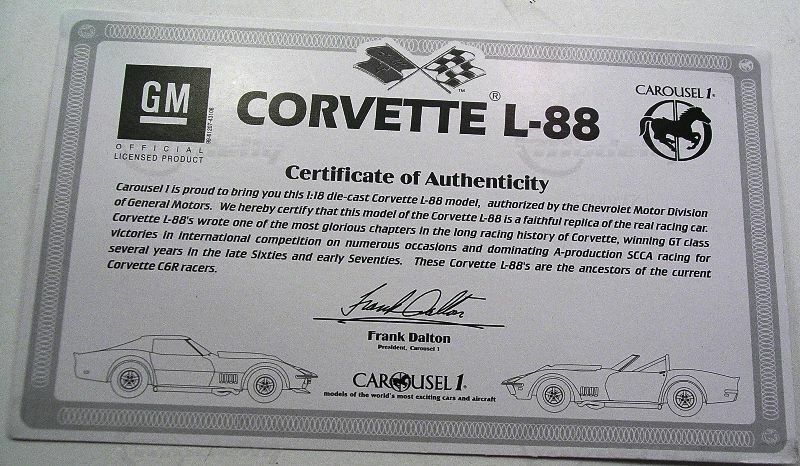 GM
OFFICIAL
LICENSED PRODUCT
TM
CORVETTE® L-88
CAROUSEL 1®
Certificate of Authenticity
Carousel 1 is proud to bring you this 1:18 die-cast Corvette L-88 model, authorized by the Chevrolet Motor Division
of General Motors. We hereby certify that this model of the Corvette L-88 is a faithful replica of the real racing car.
Corvette L-88's wrote one of the most glorious chapters in the long racing history of Corvette, winning GT class
victories in international competition on numerous occasions and dominating A-production SCCA racing for
several years in the late Sixties and early Seventies. These Corvette L-88's are the ancestors of the current
Corvette C6R racers.
Frank Dalton
Frank Dalton
President, Carousel 1
CAROUSEL 1®
models of the world's most exciting cars and aircraft